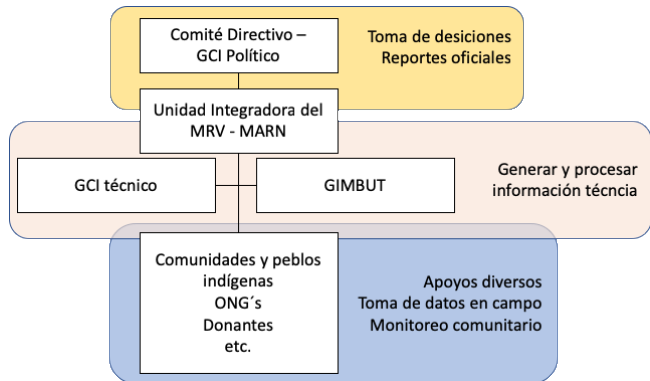 Comité Directivo –
GCI Político
Toma de desiciones
Reportes oficiales
Unidad Integradora del
MRV - MARN
GCI técnico
GIMBUT
Generar y procesar
información técncia
Comunidades y peblos
indígenas
ONG´s
Donantes
etc.
Apoyos diversos
Toma de datos en campo
Monitoreo comunitario